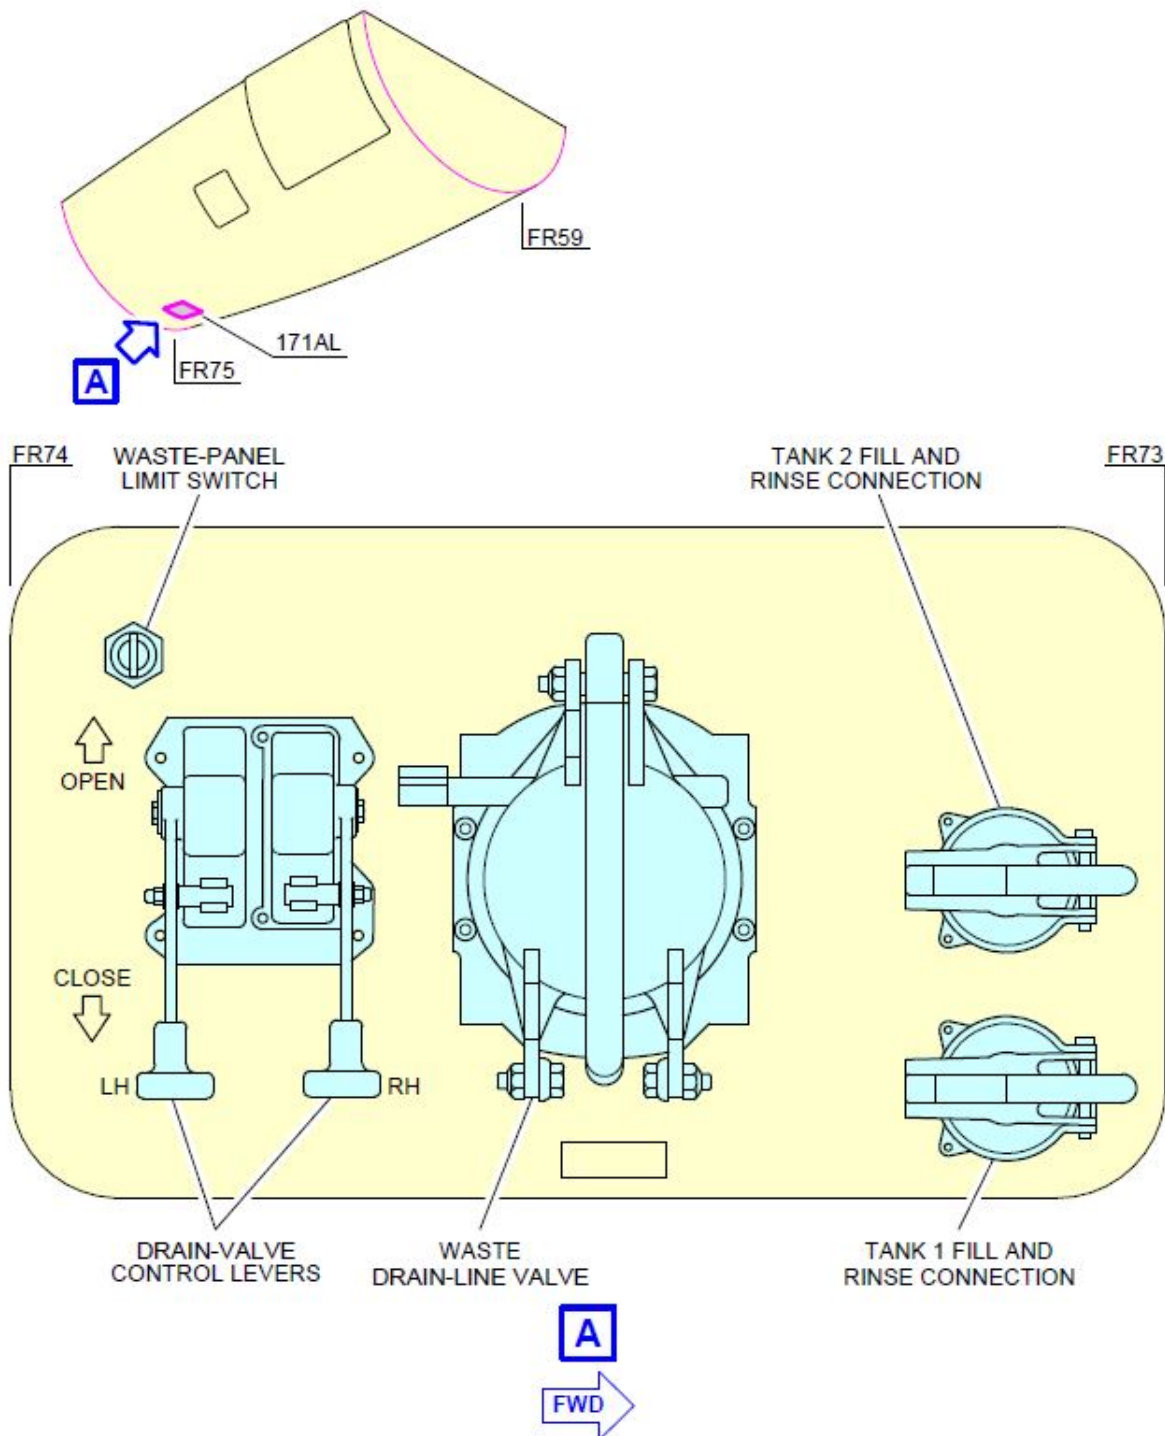 FR59
171AL
FR75
A
FR74
WASTE-PANEL
LIMIT SWITCH
TANK 2 FILL AND
RINSE CONNECTION
FR73
OPEN
CLOSE
LH
RH
DRAIN-VALVE
CONTROL LEVERS
WASTE
DRAIN-LINE VALVE
TANK 1 FILL AND
RINSE CONNECTION
A
FWD